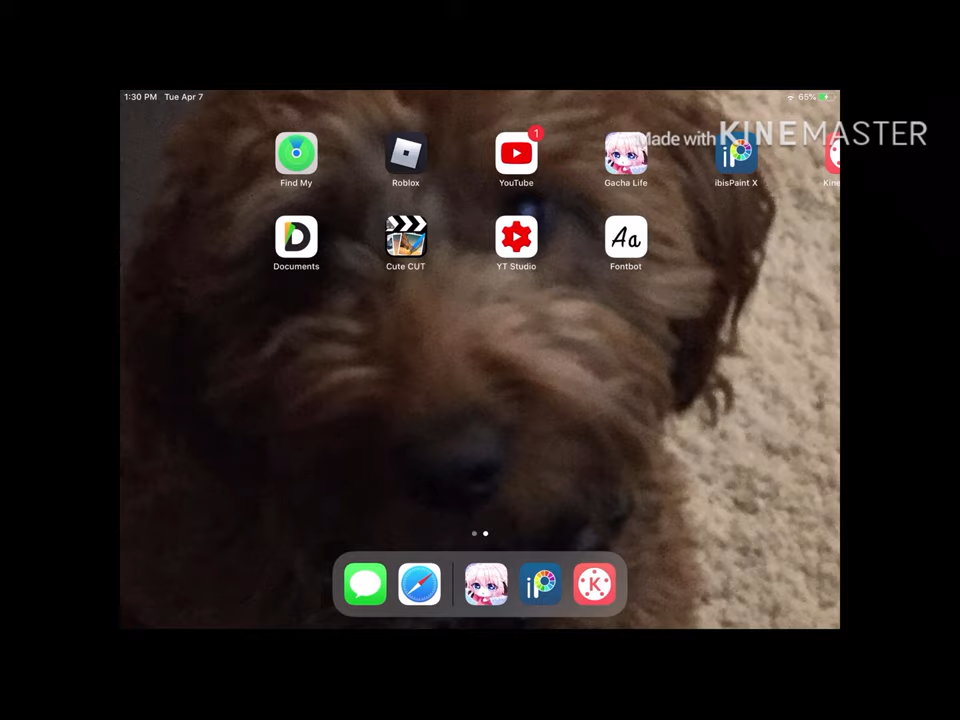 1:30 PM Tue Apr 7
65%
Made with KINEMASTER
1
Find My
Roblox
YouTube
Gacha Life
ibisPaint X
Kine
Documents
Cute CUT
YT Studio
Aa
Fontbot